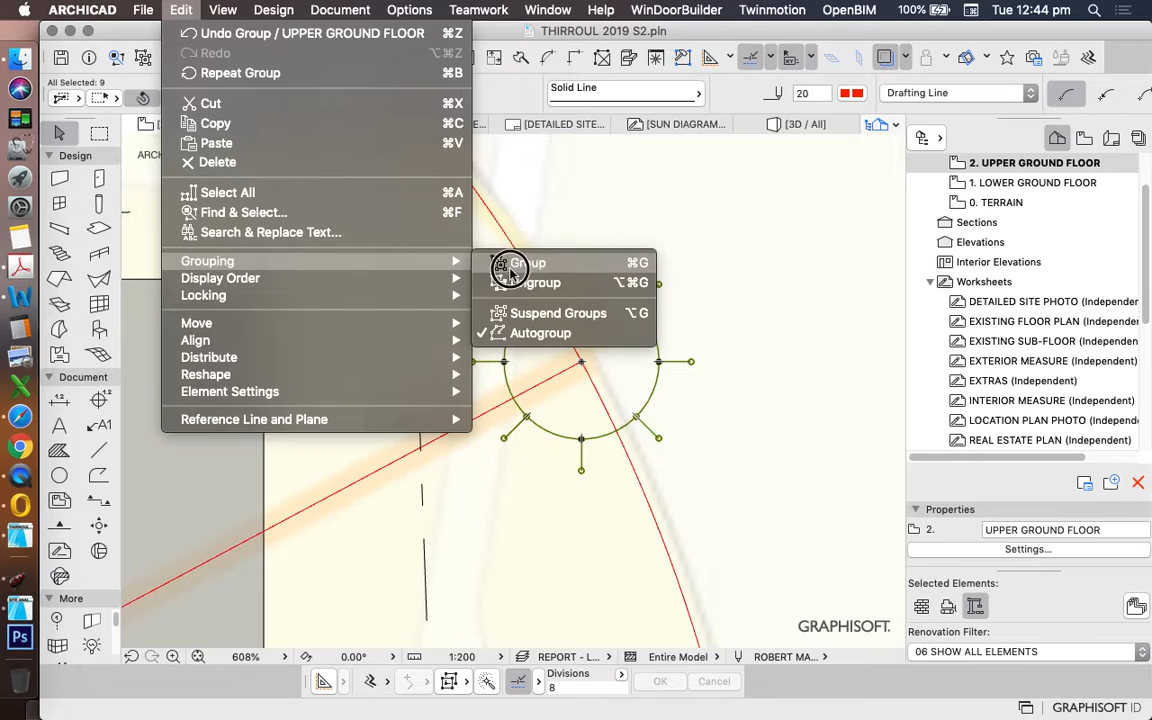 ARCHICAD File Edit View Design Document Options Teamwork Window Help WinDoorBuilder Twinmotion OpenBIM 100% Tue 12:44 pm
THIRROUL 2019 S2.pln
Undo Group / UPPER GROUND FLOOR ⌘Z
Redo ⌥⌘Z
Repeat Group ⌘B
Cut ⌘X
Copy ⌘C
Paste ⌘V
Delete
Select All ⌘A
Find & Select... ⌘F
Search & Replace Text...
Grouping
Display Order
Locking
Move
Align
Distribute
Reshape
Element Settings
Reference Line and Plane
Group ⌘G
group ⌥⌘G
Suspend Groups ⌥G
Autogroup
All Selected: 9
Solid Line
20
Drafting Line
[DETAILED SITE...
[SUN DIAGRAM...
[3D / All]
ARCH
Design
Document
More
2. UPPER GROUND FLOOR
1. LOWER GROUND FLOOR
0. TERRAIN
Sections
Elevations
Interior Elevations
Worksheets
DETAILED SITE PHOTO (Independer
EXISTING FLOOR PLAN (Independer
EXISTING SUB-FLOOR (Independer
EXTERIOR MEASURE (Independent
EXTRAS (Independent)
INTERIOR MEASURE (Independent
LOCATION PLAN PHOTO (Independ
REAL ESTATE PLAN (Independent)
Properties
2. UPPER GROUND FLOOR
Settings...
Selected Elements:
Renovation Filter:
06 SHOW ALL ELEMENTS
GRAPHISOFT.
608% 0.00° 1:200 REPORT - L... Entire Model ROBERT MA...
Divisions
8
OK Cancel
GRAPHISOFT ID